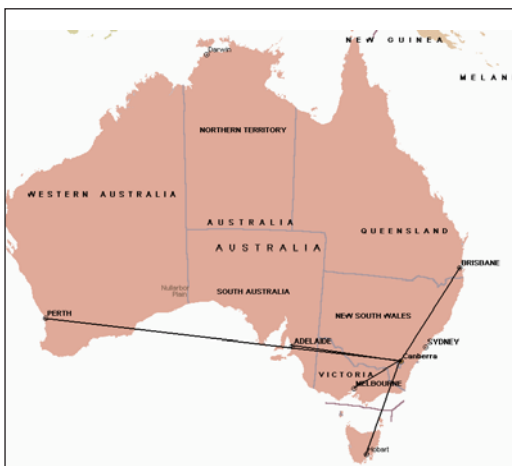 NEW GUINEA
Darwin
MELAN
NORTHERN TERRITORY
WESTERN AUSTRALIA
AUSTRALIA
QUEENSLAND
AUSTRALIA
BRISBANE
Nullarbor
Plain
SOUTH AUSTRALIA
PERTH
NEW SOUTH WALES
ADELAIDE
SYDNEY
Canberra
VICTORIA
MELBOURNE
Hobart